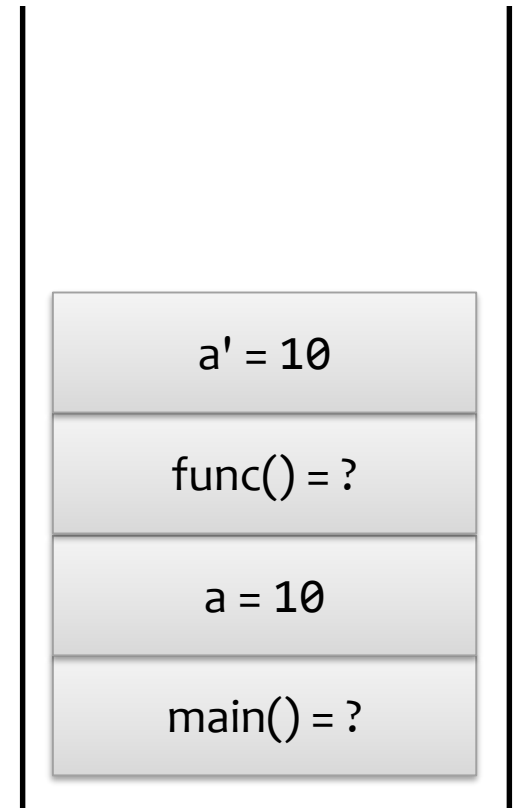 a' = 10
func() = ?
a = 10
main() = ?